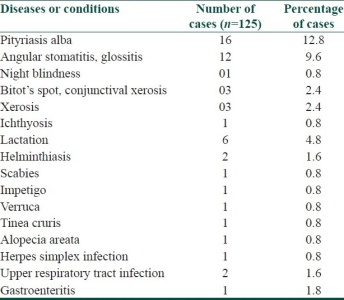 Diseases or conditions Number of Percentage
cases (n=125) of cases
Pityriasis alba 16 12.8
Angular stomatitis, glossitis 12 9.6
Night blindness 01 0.8
Bitot's spot, conjunctival xerosis 03 2.4
Xerosis 03 2.4
Ichthyosis 1 0.8
Lactation 6 4.8
Helminthiasis 2 1.6
Scabies 1 0.8
Impetigo 1 0.8
Verruca 1 0.8
Tinea cruris 1 0.8
Alopecia areata 1 0.8
Herpes simplex infection 1 0.8
Upper respiratory tract infection 2 1.6
Gastroenteritis 1 1.8